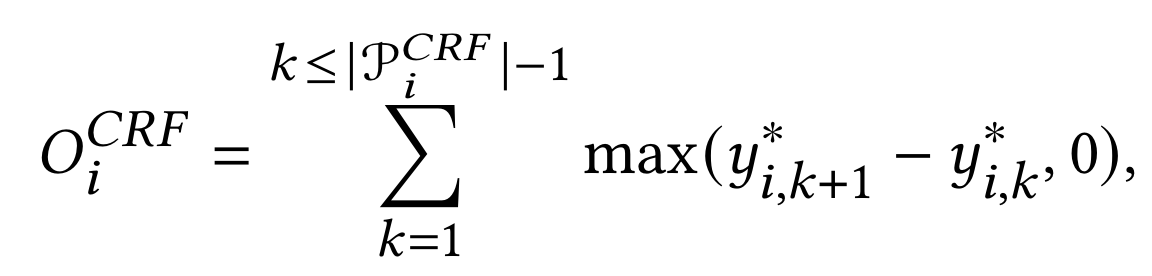 $O_i^{CRF} = \sum_{k=1}^{k \leq |\mathcal{P}_i^{CRF}|-1} \max(y_{i,k+1}^* - y_{i,k}^*, 0),$